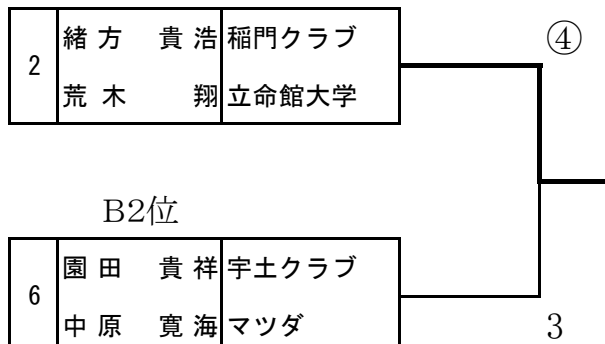 2 緒方 貴浩 稲門クラブ ④
荒木 翔 立命館大学
B2位
6 園田 貴祥 宇土クラブ
中原 寛海 マツダ 3